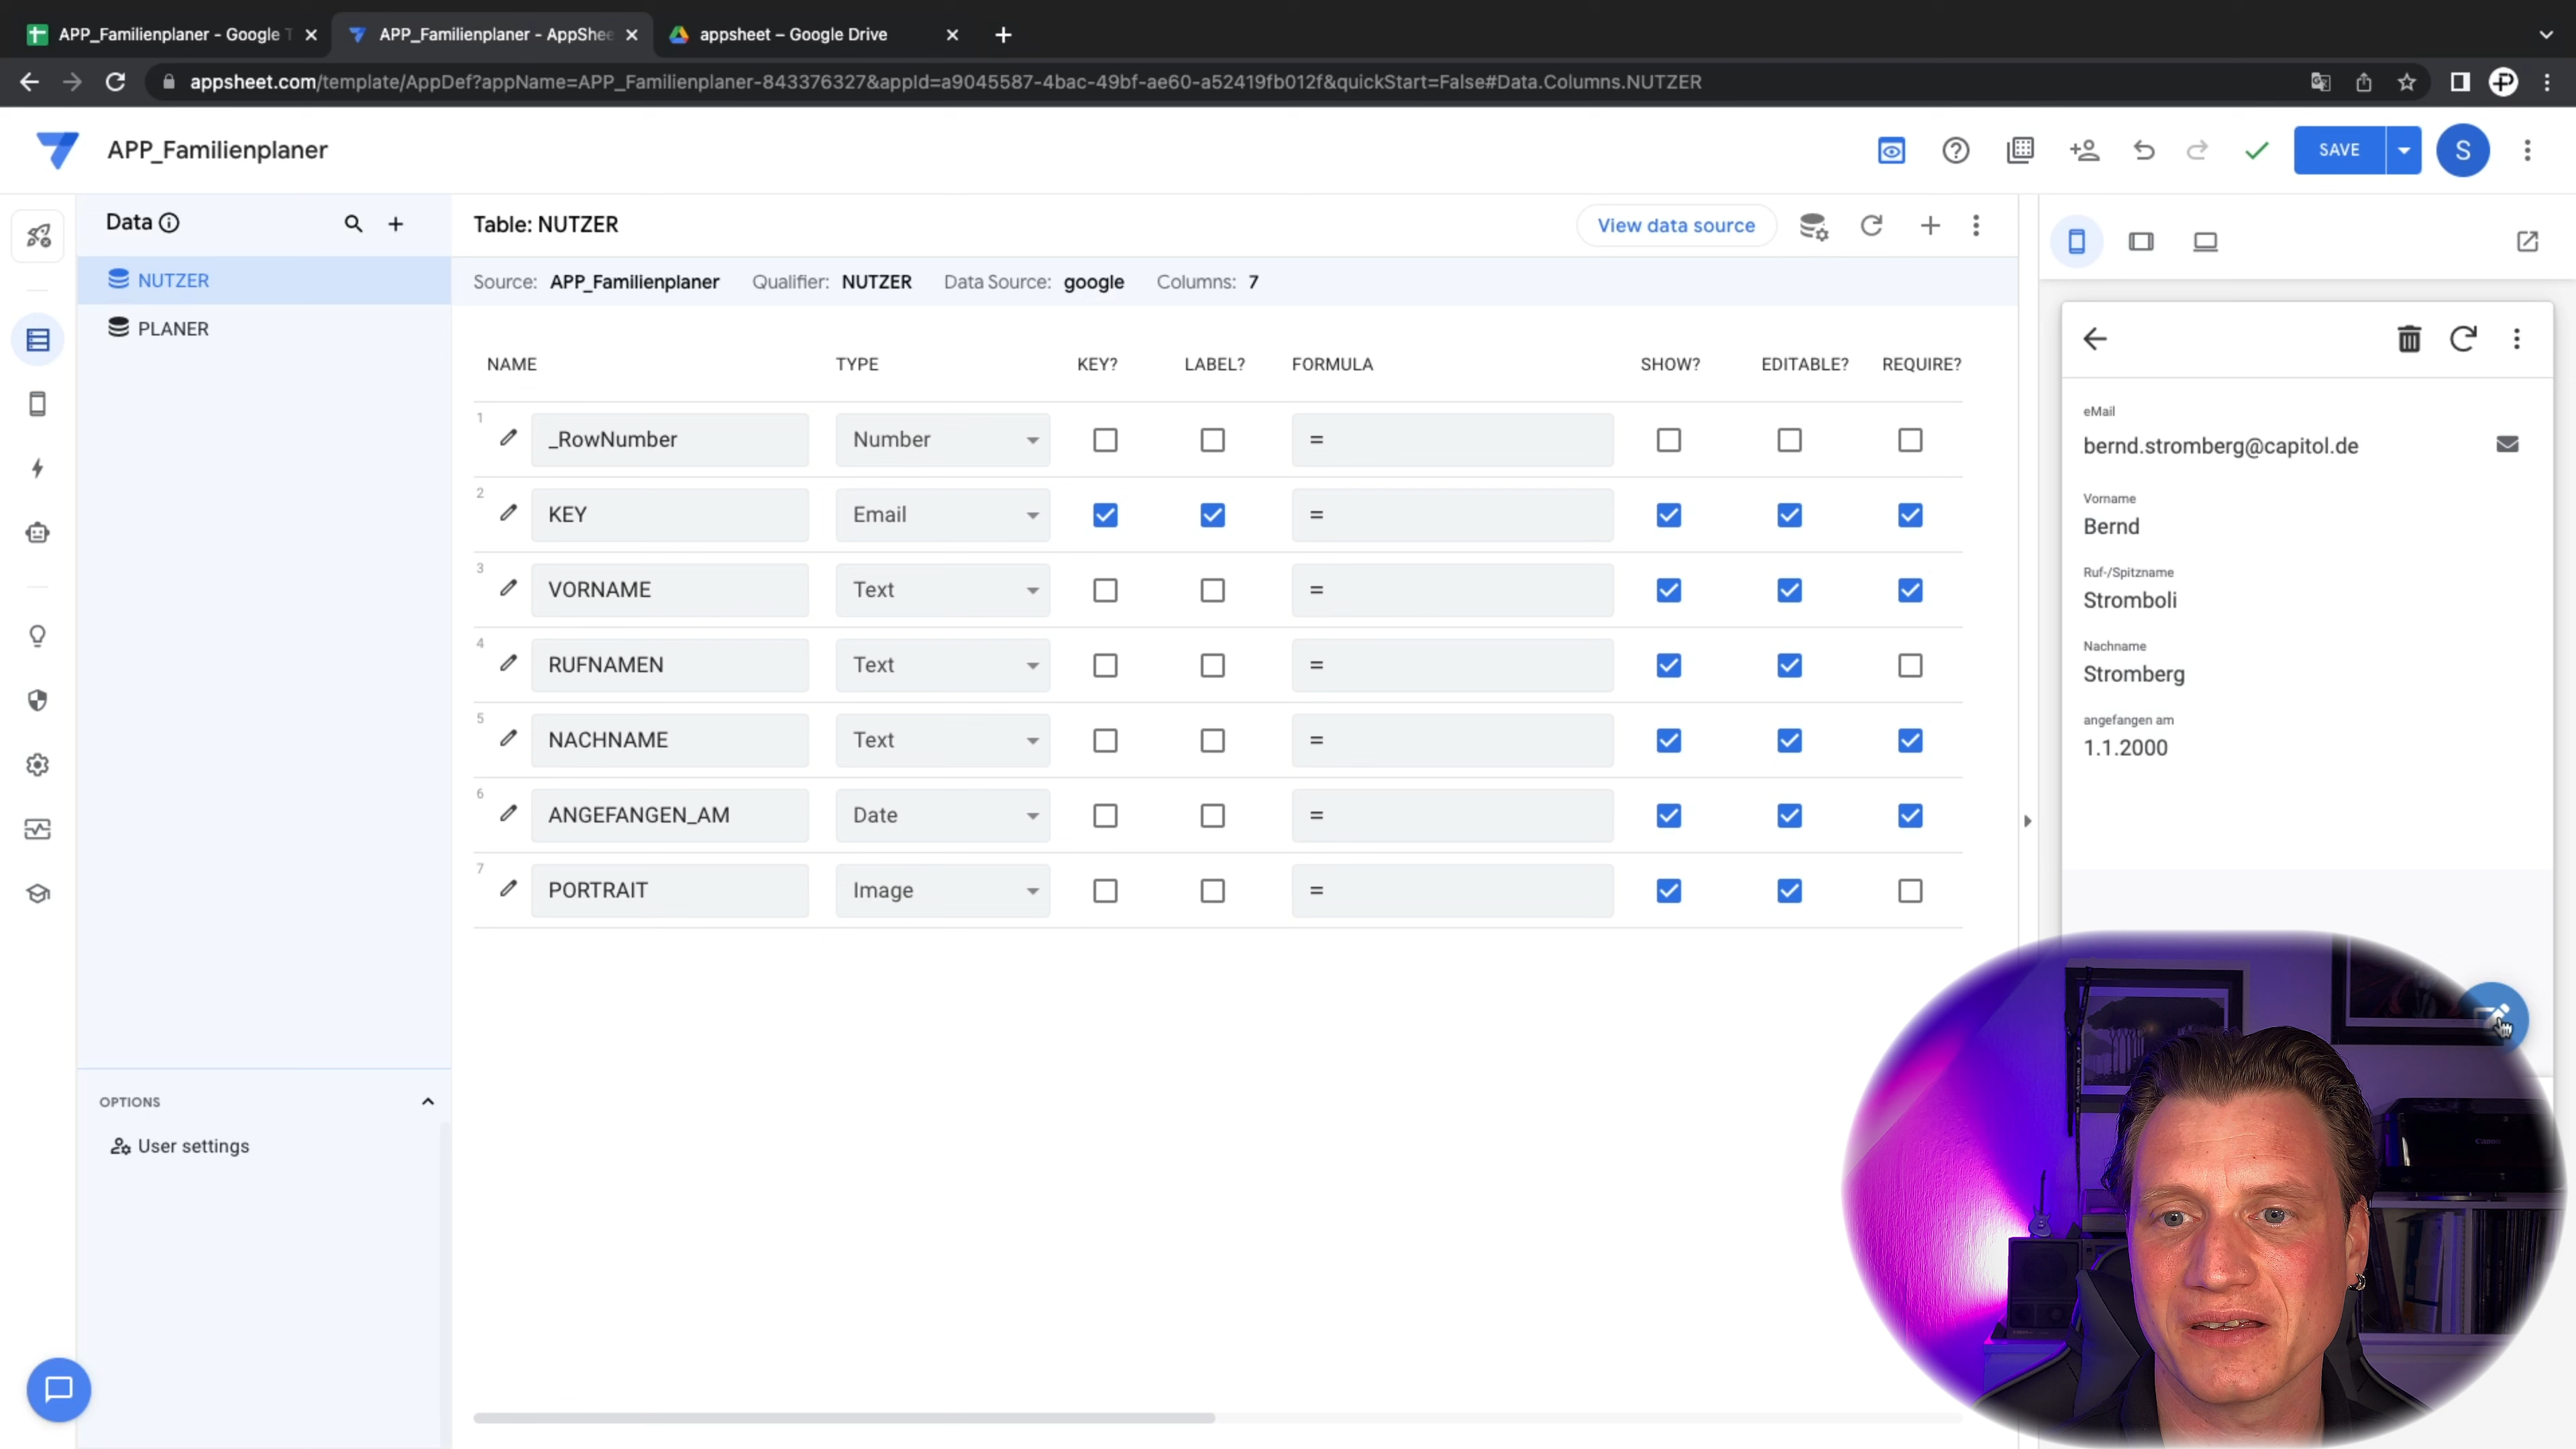 APP_Familienplaner - Google T
APP_Familienplaner - AppShee
appsheet – Google Drive
appsheet.com/template/AppDef?appName=APP_Familienplaner-843376327&appId=a9045587-4bac-49bf-ae60-a52419fb012f&quickStart=False#Data.Columns.NUTZER
APP_Familienplaner
SAVE
S
Data
NUTZER
PLANER
Table: NUTZER
View data source
Source: APP_Familienplaner Qualifier: NUTZER Data Source: google Columns: 7
NAME TYPE KEY? LABEL? FORMULA SHOW? EDITABLE? REQUIRE?
1 _RowNumber Number =
2 KEY Email =
3 VORNAME Text =
4 RUFNAMEN Text =
5 NACHNAME Text =
6 ANGEFANGEN_AM Date =
7 PORTRAIT Image =
eMail
bernd.stromberg@capitol.de
Vorname
Bernd
Ruf-/Spitzname
Stromboli
Nachname
Stromberg
angefangen am
1.1.2000
OPTIONS
User settings
Canon